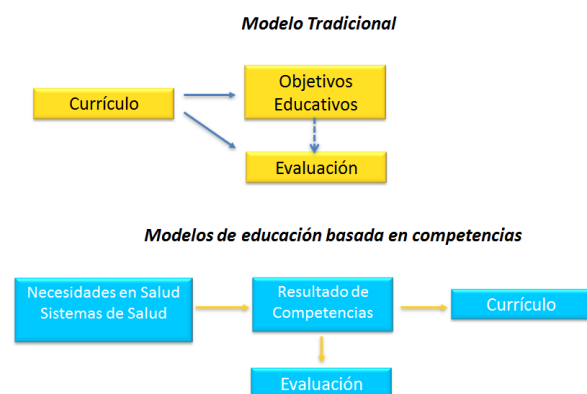 Modelo Tradicional
Currículo
Objetivos
Educativos
Evaluación
Modelos de educación basada en competencias
Necesidades en Salud
Sistemas de Salud
Resultado de
Competencias
Currículo
Evaluación